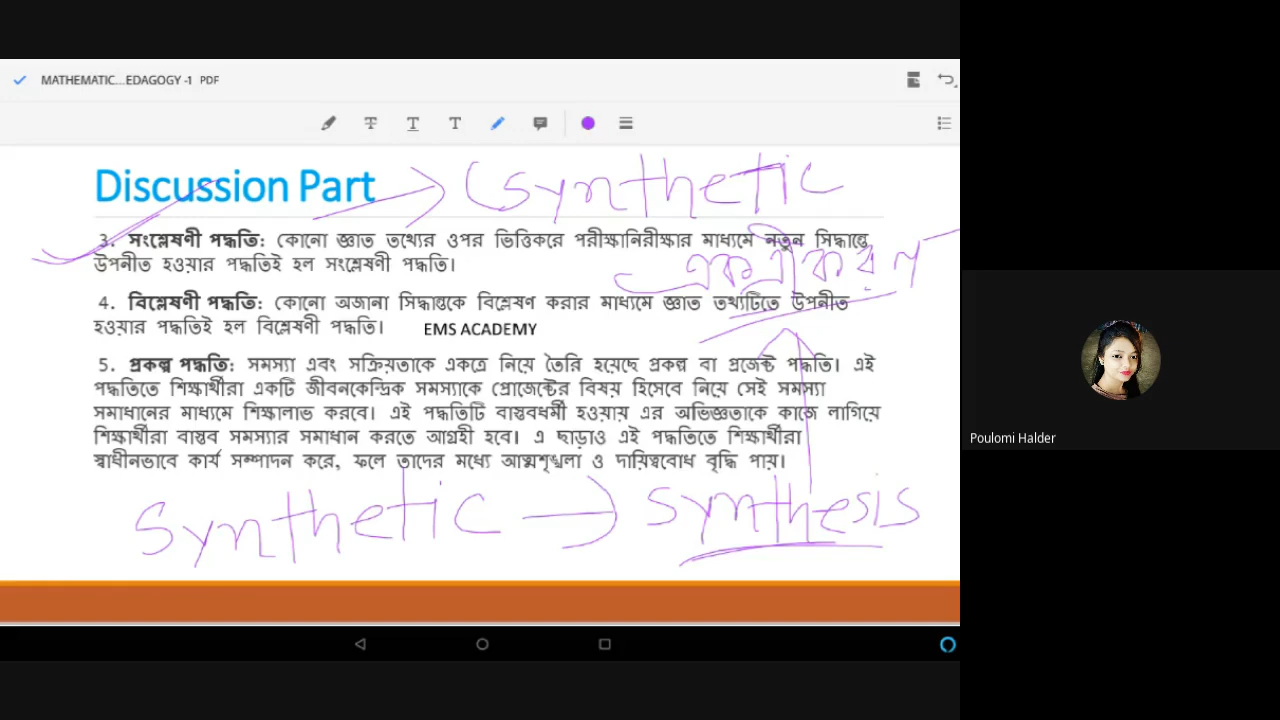 MATHEMATIC...EDAGOGY -1 PDF
Discussion Part
(synthetic
3. সংশ্লেষণী পদ্ধতি: কোনো জ্ঞাত তথ্যের ওপর ভিত্তিকরে পরীক্ষানিরীক্ষার মাধ্যমে নতুন সিদ্ধান্তে
উপনীত হওয়ার পদ্ধতিই হল সংশ্লেষণী পদ্ধতি।
একত্রীকরণ
4. বিশ্লেষণী পদ্ধতি: কোনো অজানা সিদ্ধান্তকে বিশ্লেষণ করার মাধ্যমে জ্ঞাত তথ্যটিতে উপনীত
হওয়ার পদ্ধতিই হল বিশ্লেষণী পদ্ধতি।
EMS ACADEMY
5. প্রকল্প পদ্ধতি: সমস্যা এবং সক্রিয়তাকে একত্রে নিয়ে তৈরি হয়েছে প্রকল্প বা প্রজেক্ট পদ্ধতি। এই
পদ্ধতিতে শিক্ষার্থীরা একটি জীবনকেন্দ্রিক সমস্যাকে প্রোজেক্টের বিষয় হিসেবে নিয়ে সেই সমস্যা
সমাধানের মাধ্যমে শিক্ষালাভ করবে। এই পদ্ধতিটি বাস্তবধর্মী হওয়ায় এর অভিজ্ঞতাকে কাজে লাগিয়ে
শিক্ষার্থীরা বাস্তব সমস্যার সমাধান করতে আগ্রহী হবে। এ ছাড়াও এই পদ্ধতিতে শিক্ষার্থীরা
স্বাধীনভাবে কার্য সম্পাদন করে, ফলে তাদের মধ্যে আত্মশৃঙ্খলা ও দায়িত্ববোধ বৃদ্ধি পায়।
Synthetic → synthesis
Poulomi Halder